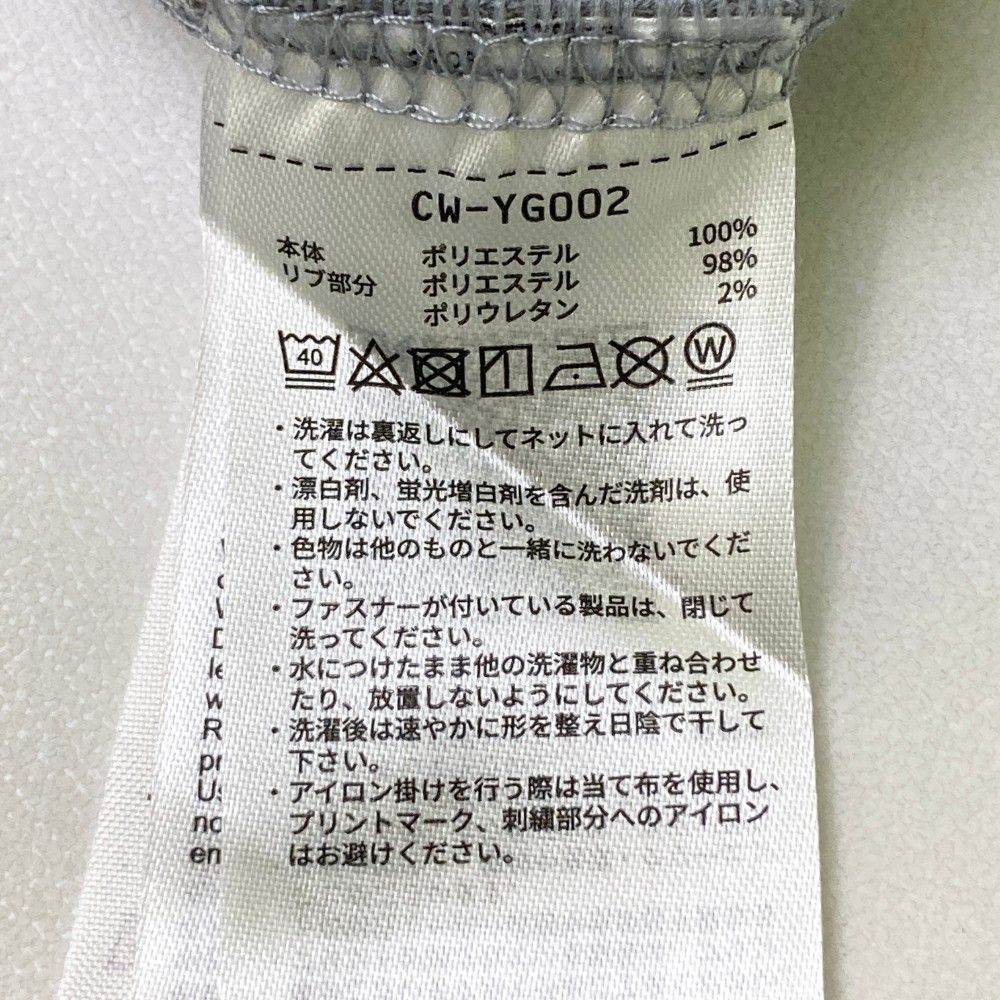 CW-YG002
本体 ポリエステル 100%
リブ部分 ポリエステル 98%
ポリウレタン 2%
40 W
・洗濯は裏返しにしてネットに入れて洗っ
てください。
・漂白剤、蛍光増白剤を含んだ洗剤は、使
用しないでください。
・色物は他のものと一緒に洗わないでくだ
さい。
・ファスナーが付いている製品は、閉じて
洗ってください。
・水につけたまま他の洗濯物と重ね合わせ
たり、放置しないようにしてください。
・洗濯後は速やかに形を整え日陰で干して
下さい。
・アイロン掛けを行う際は当て布を使用し、
プリントマーク、刺繍部分へのアイロン
はお避けください。